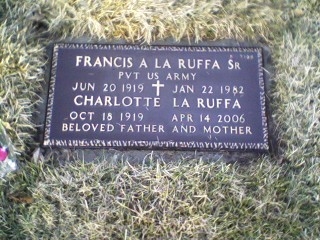 FRANCIS A LA RUFFA SR
PVT US ARMY
JUN 20 1919 JAN 22 1982
CHARLOTTE LA RUFFA
OCT 18 1919 APR 14 2006
BELOVED FATHER AND MOTHER